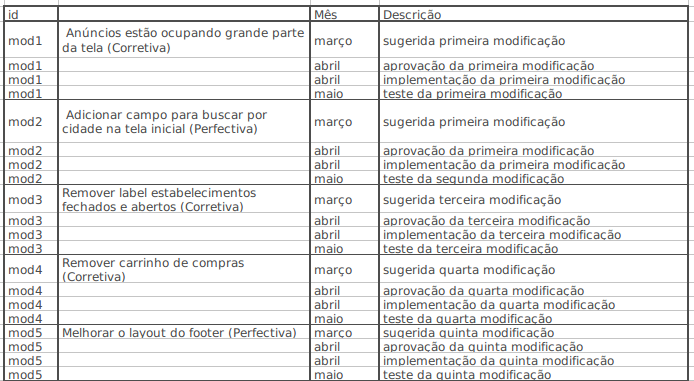 id Mês Descrição
Anúncios estão ocupando grande parte
da tela (Corretiva)
mod1 março sugerida primeira modificação
mod1 abril aprovação da primeira modificação
mod1 abril implementação da primeira modificação
mod1 maio teste da primeira modificação
Adicionar campo para buscar por
cidade na tela inicial (Perfectiva)
mod2 março sugerida primeira modificação
mod2 abril aprovação da primeira modificação
mod2 abril implementação da primeira modificação
mod2 maio teste da segunda modificação
Remover label estabelecimentos
fechados e abertos (Corretiva)
mod3 março sugerida terceira modificação
mod3 abril aprovação da terceira modificação
mod3 abril implementação da terceira modificação
mod3 maio teste da terceira modificação
Remover carrinho de compras
(Corretiva)
mod4 março sugerida quarta modificação
mod4 abril aprovação da quarta modificação
mod4 abril implementação da quarta modificação
mod4 maio teste da quarta modificação
mod5 Melhorar o layout do footer (Perfectiva) março sugerida quinta modificação
mod5 abril aprovação da quinta modificação
mod5 abril implementação da quinta modificação
mod5 maio teste da quinta modificação